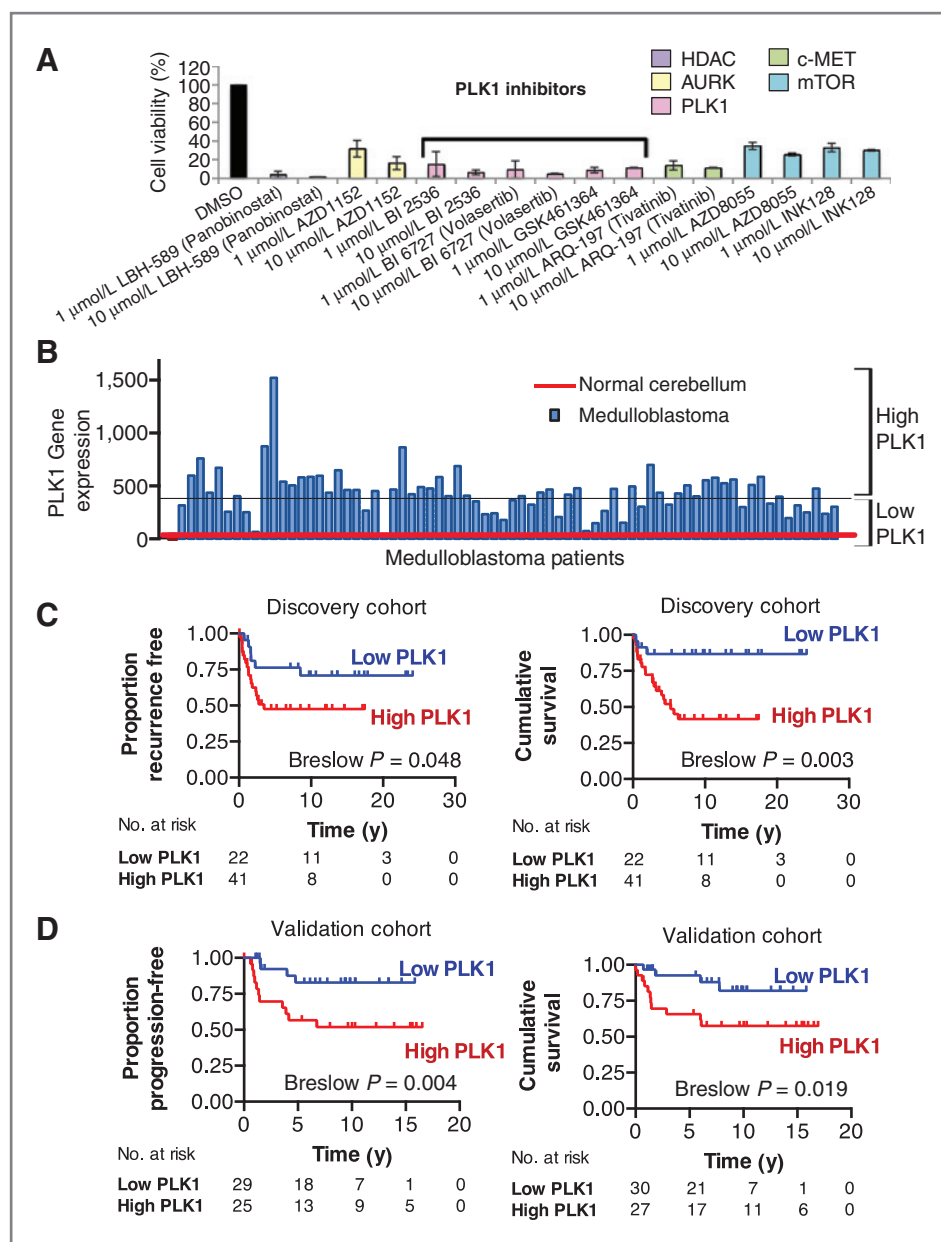 A
Cell viability (%)
120
100
80
60
40
20
0
PLK1 inhibitors
HDAC
AURK
PLK1
c-MET
mTOR
DMSO
1 μmol/L LBH-589 (Panobinostat)
10 μmol/L LBH-589 (Panobinostat)
1 μmol/L AZD1152
10 μmol/L AZD1152
1 μmol/L BI 2536
10 μmol/L BI 2536
1 μmol/L BI 6727 (Volasertib)
10 μmol/L BI 6727 (Volasertib)
1 μmol/L GSK461364
10 μmol/L GSK461364
1 μmol/L ARQ-197 (Tivatinib)
10 μmol/L ARQ-197 (Tivatinib)
1 μmol/L AZD8055
10 μmol/L AZD8055
1 μmol/L INK128
10 μmol/L INK128
B
PLK1 Gene
expression
1,500
1,000
500
0
Normal cerebellum
Medulloblastoma
High
PLK1
Low
PLK1
Medulloblastoma patients
C
Discovery cohort
Proportion
recurrence free
1.00
0.75
0.50
0.25
0.00
Low PLK1
High PLK1
Breslow P = 0.048
0 10 20 30
Time (y)
No. at risk
Low PLK1 22 11 3 0
High PLK1 41 8 0 0
Discovery cohort
Cumulative
survival
1.00
0.75
0.50
0.25
0.00
Low PLK1
High PLK1
Breslow P = 0.003
0 10 20 30
Time (y)
No. at risk
Low PLK1 22 11 3 0
High PLK1 41 8 0 0
D
Validation cohort
Proportion
progression-free
1.00
0.75
0.50
0.25
0.00
Low PLK1
High PLK1
Breslow P = 0.004
0 5 10 15 20
Time (y)
No. at risk
Low PLK1 29 18 7 1 0
High PLK1 25 13 9 5 0
Validation cohort
Cumulative
survival
1.00
0.75
0.50
0.25
0.00
Low PLK1
High PLK1
Breslow P = 0.019
0 5 10 15 20
Time (y)
No. at risk
Low PLK1 30 21 7 1 0
High PLK1 27 17 11 6 0